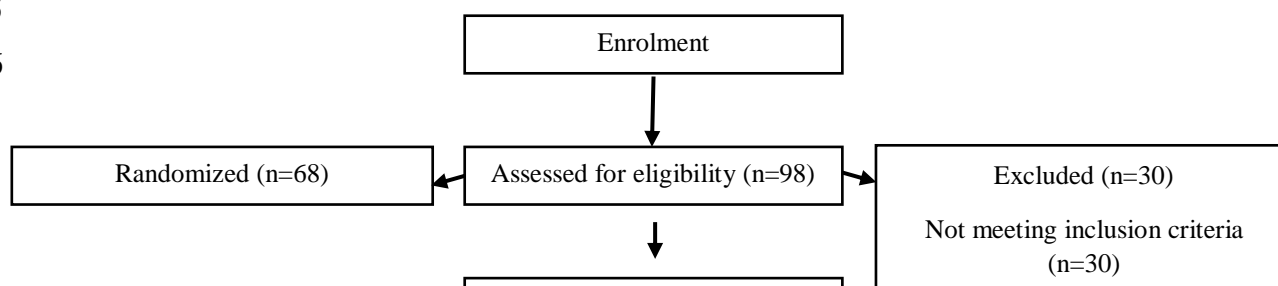 Enrolment
Randomized (n=68)
Assessed for eligibility (n=98)
Excluded (n=30)
Not meeting inclusion criteria
(n=30)